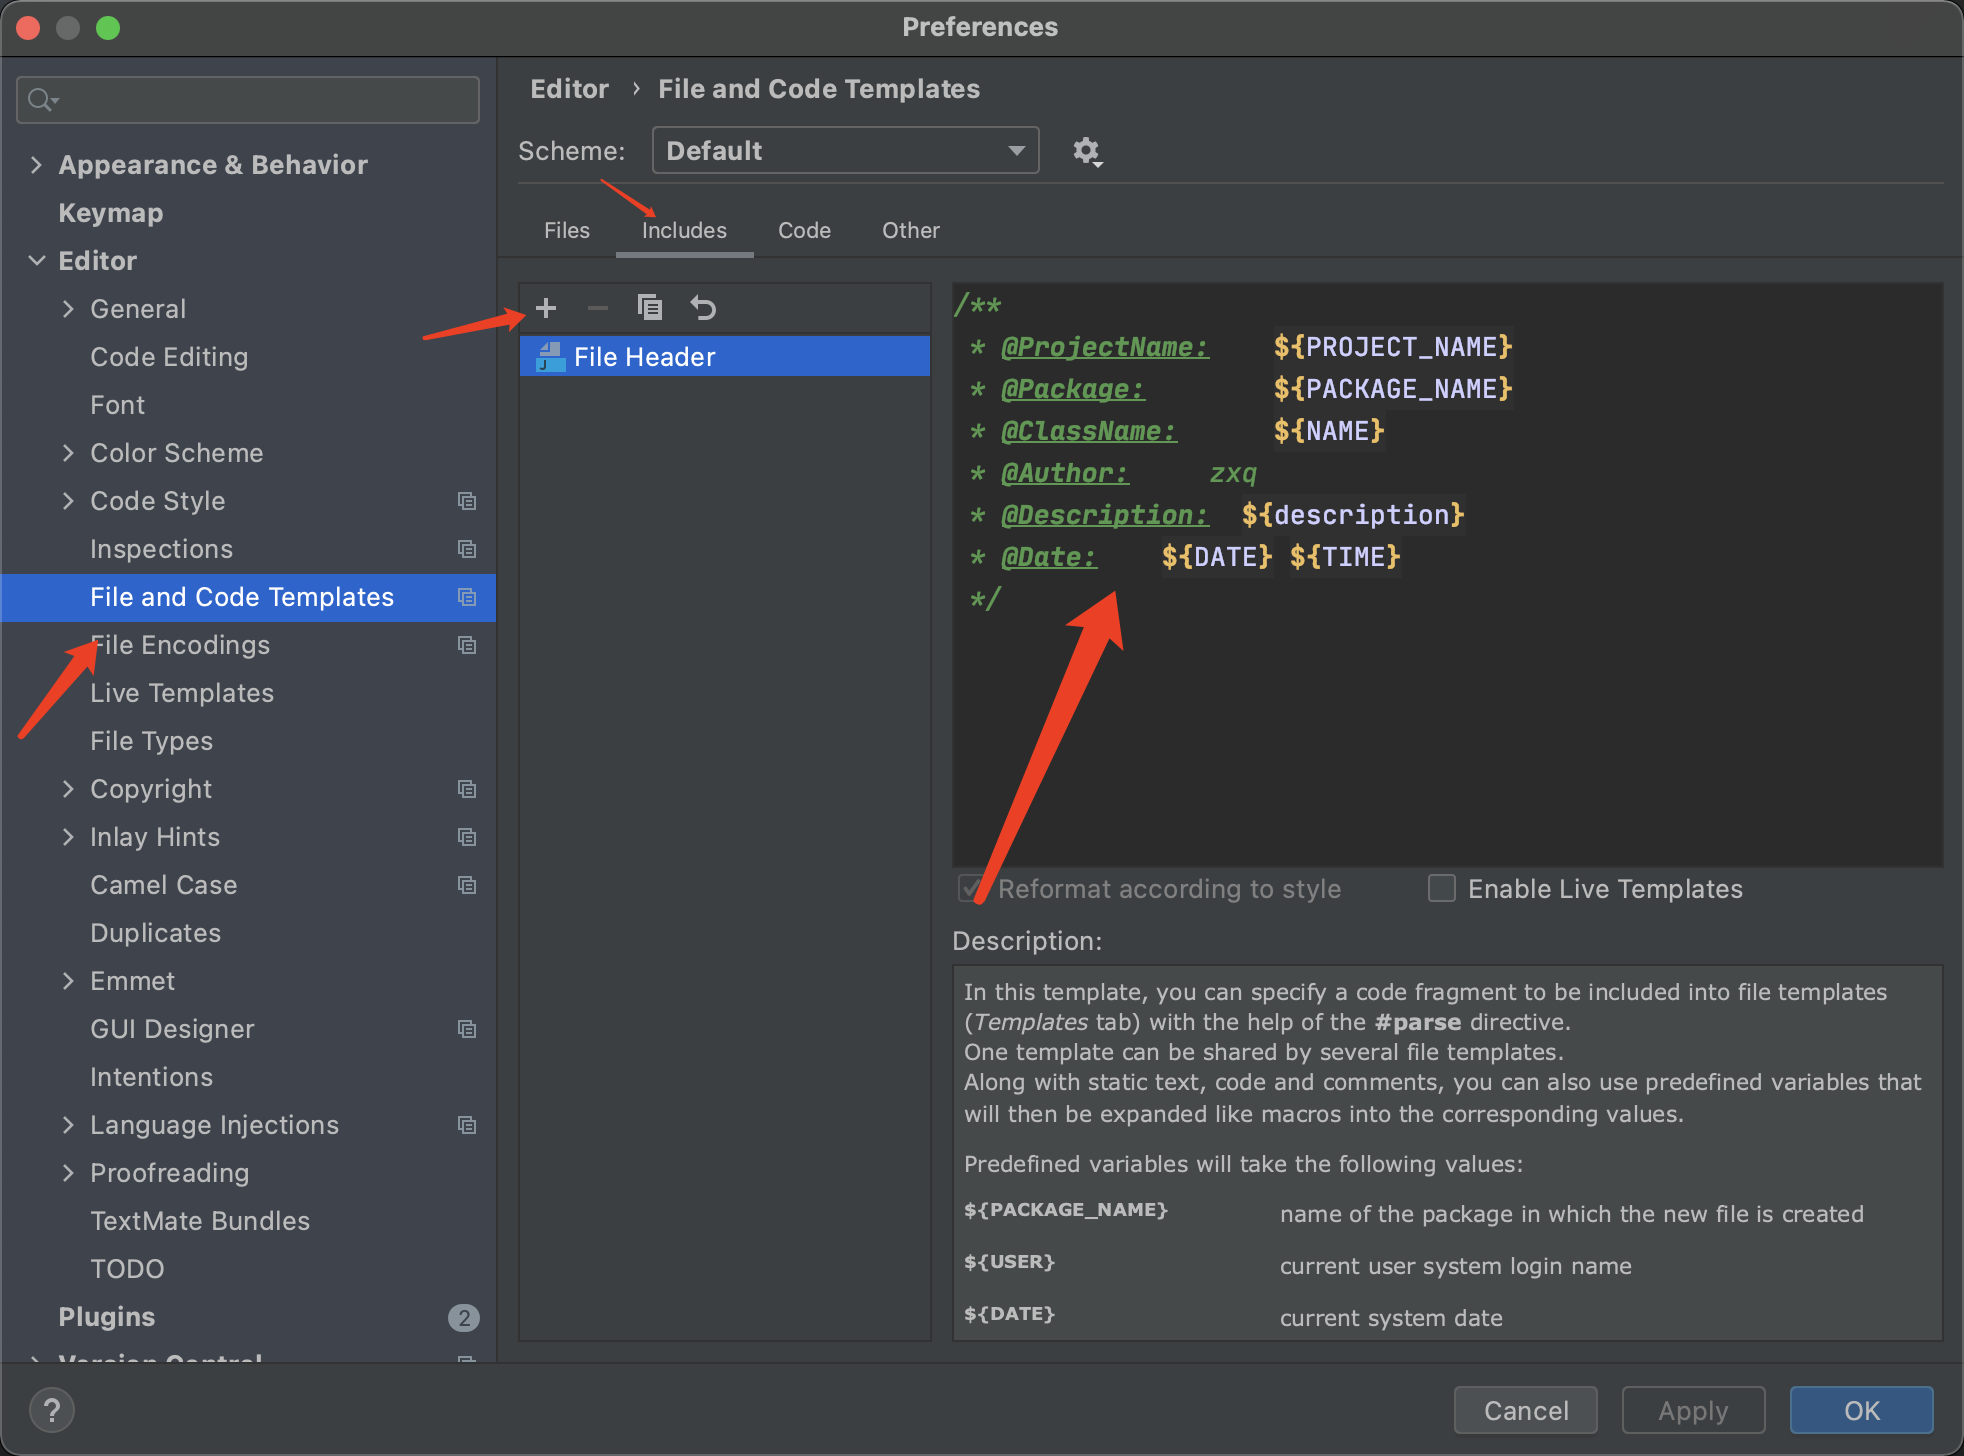 Preferences
Appearance & Behavior
Keymap
Editor
General
Code Editing
Font
Color Scheme
Code Style
Inspections
File and Code Templates
File Encodings
Live Templates
File Types
Copyright
Inlay Hints
Camel Case
Duplicates
Emmet
GUI Designer
Intentions
Language Injections
Proofreading
TextMate Bundles
TODO
Plugins 2
Version Control
Editor › File and Code Templates
Scheme: Default
Files Includes Code Other
File Header
/**
* @ProjectName: ${PROJECT_NAME}
* @Package: ${PACKAGE_NAME}
* @ClassName: ${NAME}
* @Author: zxq
* @Description: ${description}
* @Date: ${DATE} ${TIME}
*/
Reformat according to style Enable Live Templates
Description:
In this template, you can specify a code fragment to be included into file templates
(Templates tab) with the help of the #parse directive.
One template can be shared by several file templates.
Along with static text, code and comments, you can also use predefined variables that
will then be expanded like macros into the corresponding values.
Predefined variables will take the following values:
${PACKAGE_NAME} name of the package in which the new file is created
${USER} current user system login name
${DATE} current system date
? Cancel Apply OK